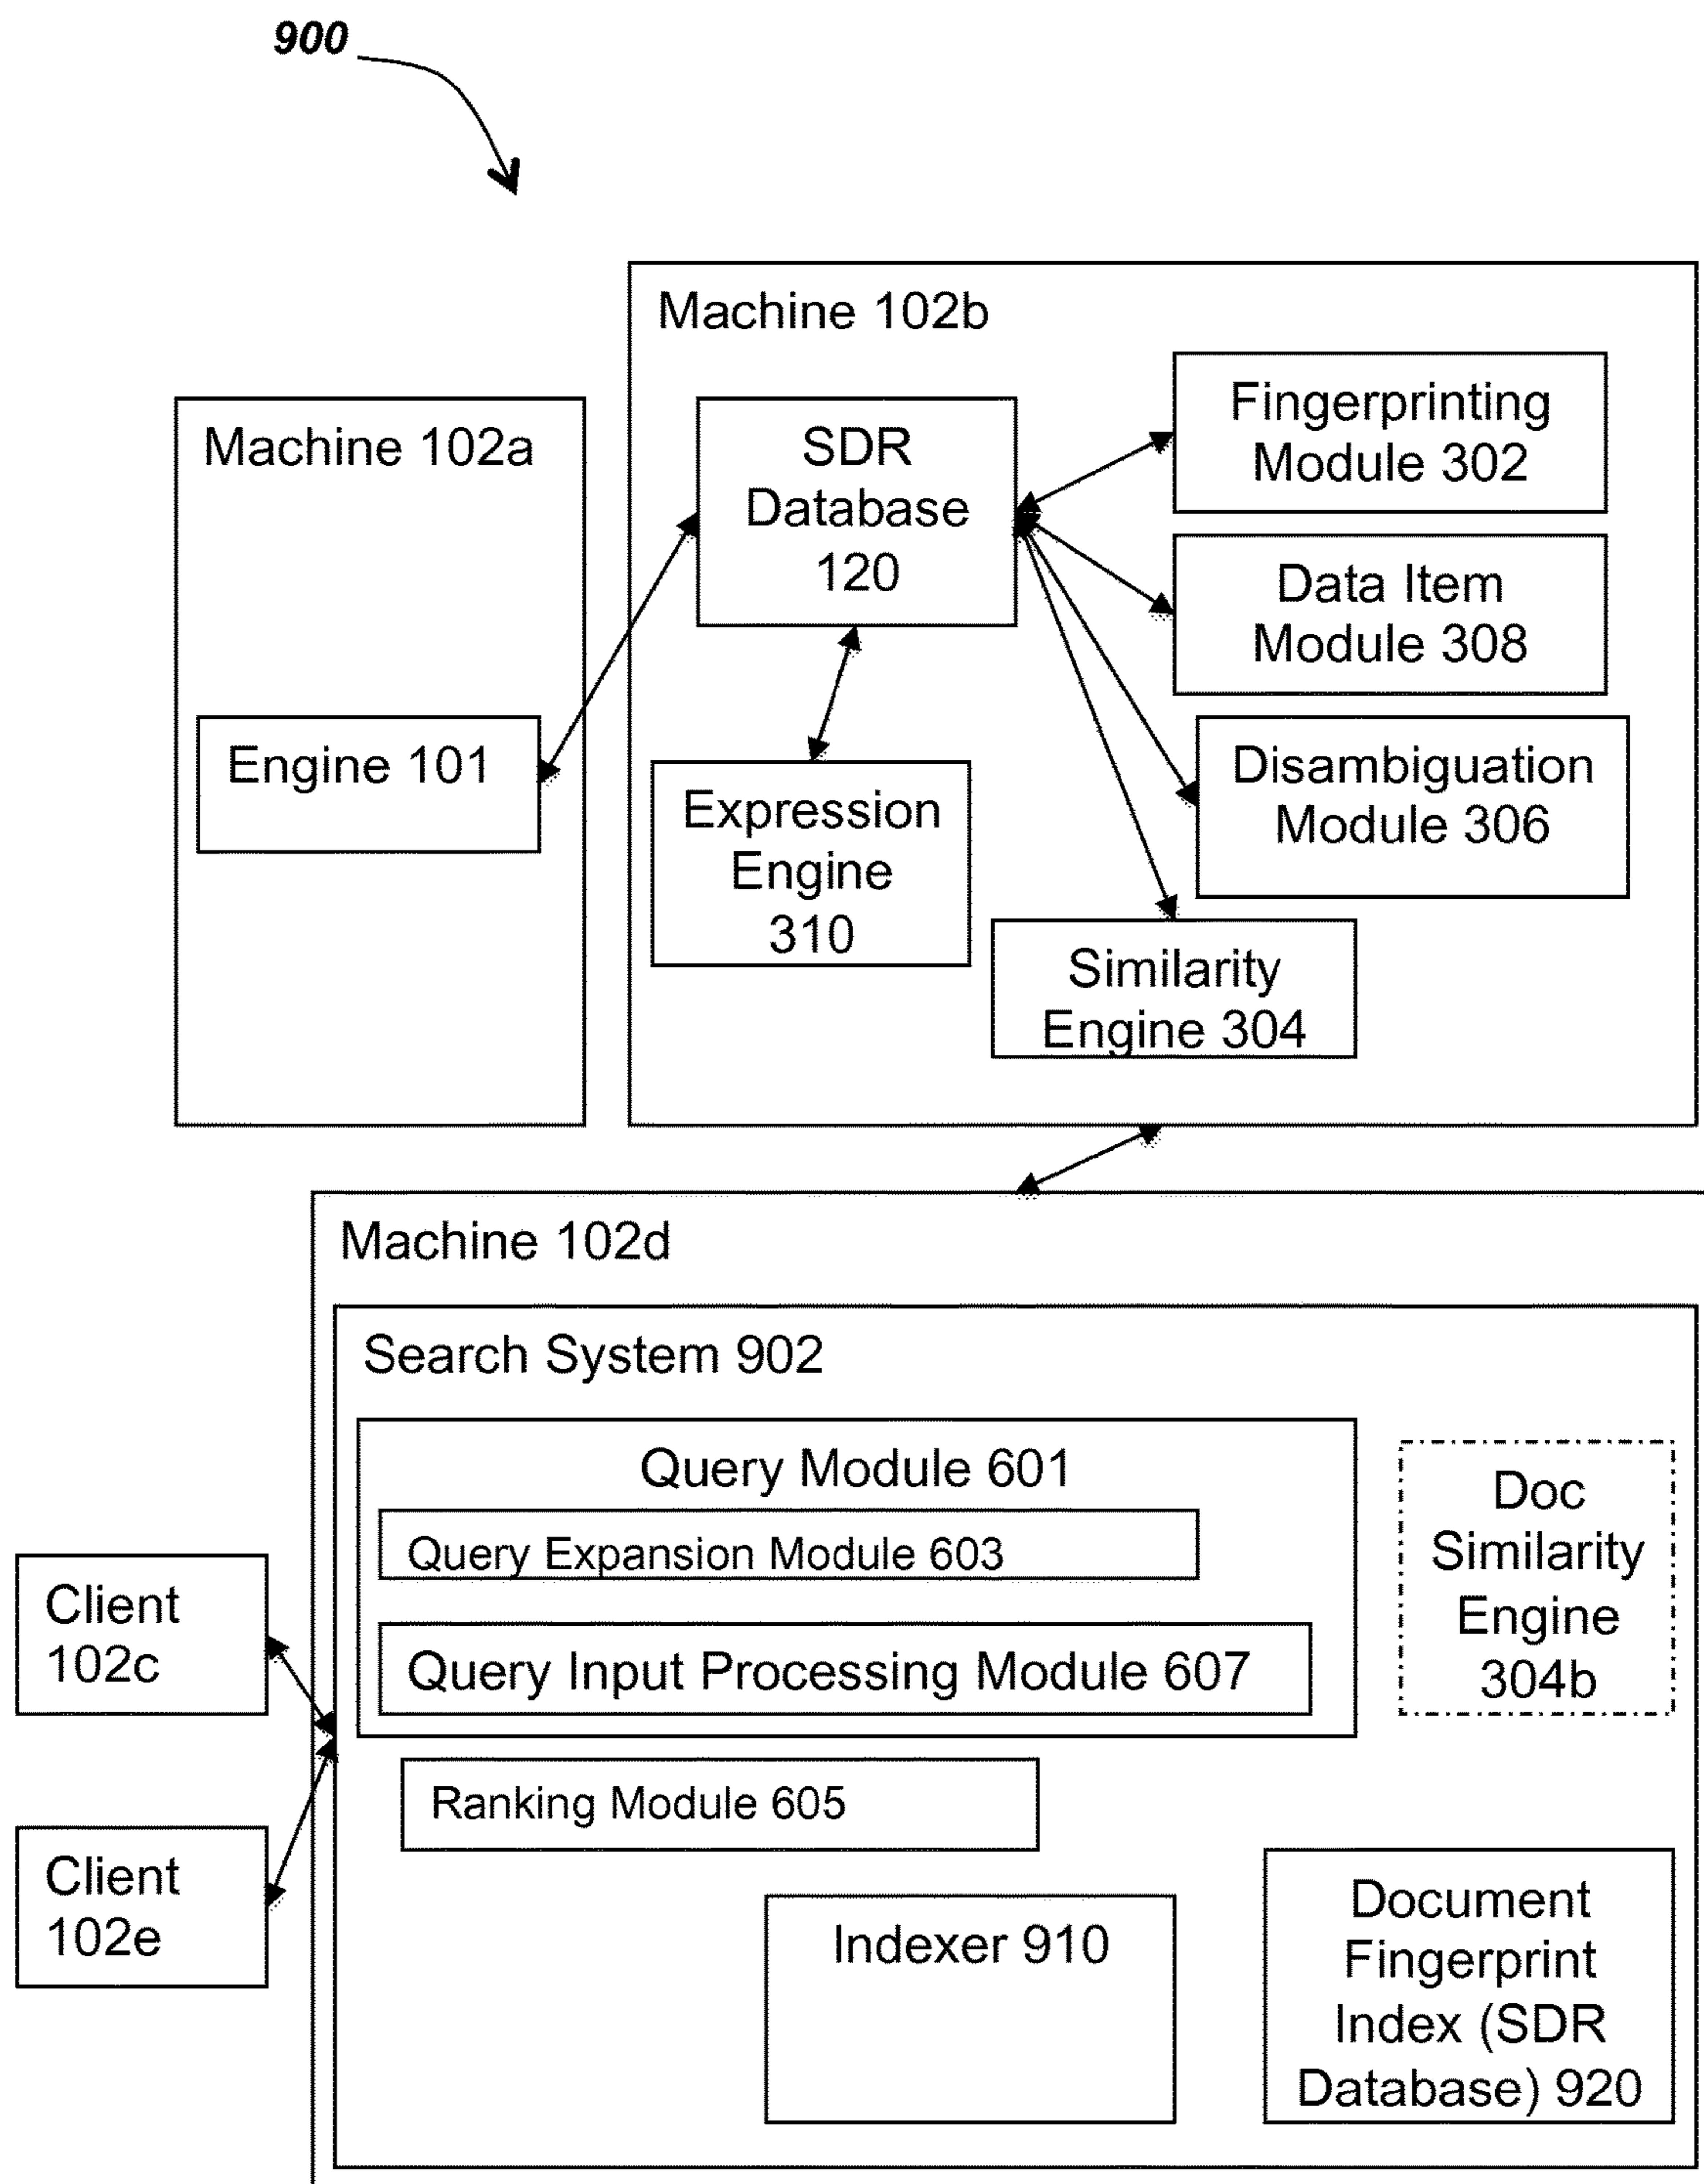 900
Machine 102b
Machine 102a
SDR
Database
120
Fingerprinting
Module 302
Data Item
Module 308
Engine 101
Expression
Engine
310
Disambiguation
Module 306
Similarity
Engine 304
Machine 102d
Search System 902
Query Module 601
Query Expansion Module 603
Query Input Processing Module 607
Doc
Similarity
Engine
304b
Client
102c
Ranking Module 605
Client
102e
Indexer 910
Document
Fingerprint
Index (SDR
Database) 920